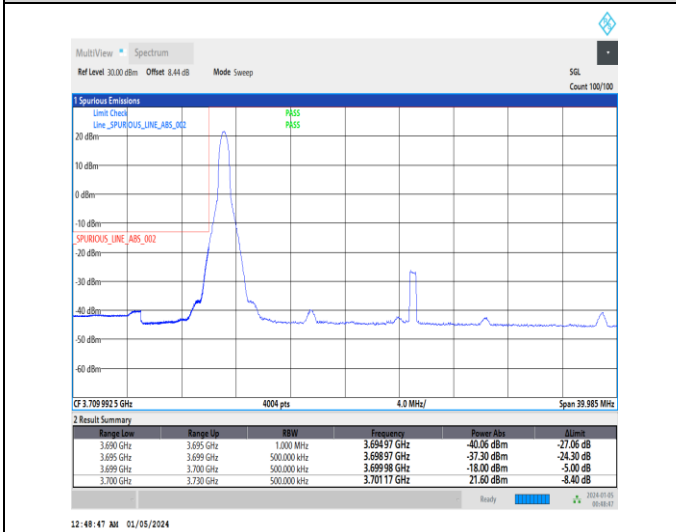 MultiView Spectrum
Ref Level 30.00 dBm Offset 8.44 dB Mode Sweep SGL
Count 100/100
1 Spurious Emissions
Limit Check PASS
Line _SPURIOUS_LINE_ABS_002 PASS
20 dBm
10 dBm
0 dBm
-10 dBm
_SPURIOUS_LINE_ABS_002
-20 dBm
-30 dBm
-40 dBm
-50 dBm
-60 dBm
CF 3.709 992 5 GHz 4004 pts 4.0 MHz/ Span 39.985 MHz
2 Result Summary
Range Low Range Up RBW Frequency Power Abs ΔLimit
3.690 GHz 3.695 GHz 1.000 MHz 3.694 97 GHz -40.06 dBm -27.06 dB
3.695 GHz 3.699 GHz 500.000 kHz 3.698 97 GHz -37.30 dBm -24.30 dB
3.699 GHz 3.700 GHz 500.000 kHz 3.699 98 GHz -18.00 dBm -5.00 dB
3.700 GHz 3.730 GHz 500.000 kHz 3.701 17 GHz 21.60 dBm -8.40 dB
Ready 2024-01-05
00:48:47
12:48:47 AM 01/05/2024